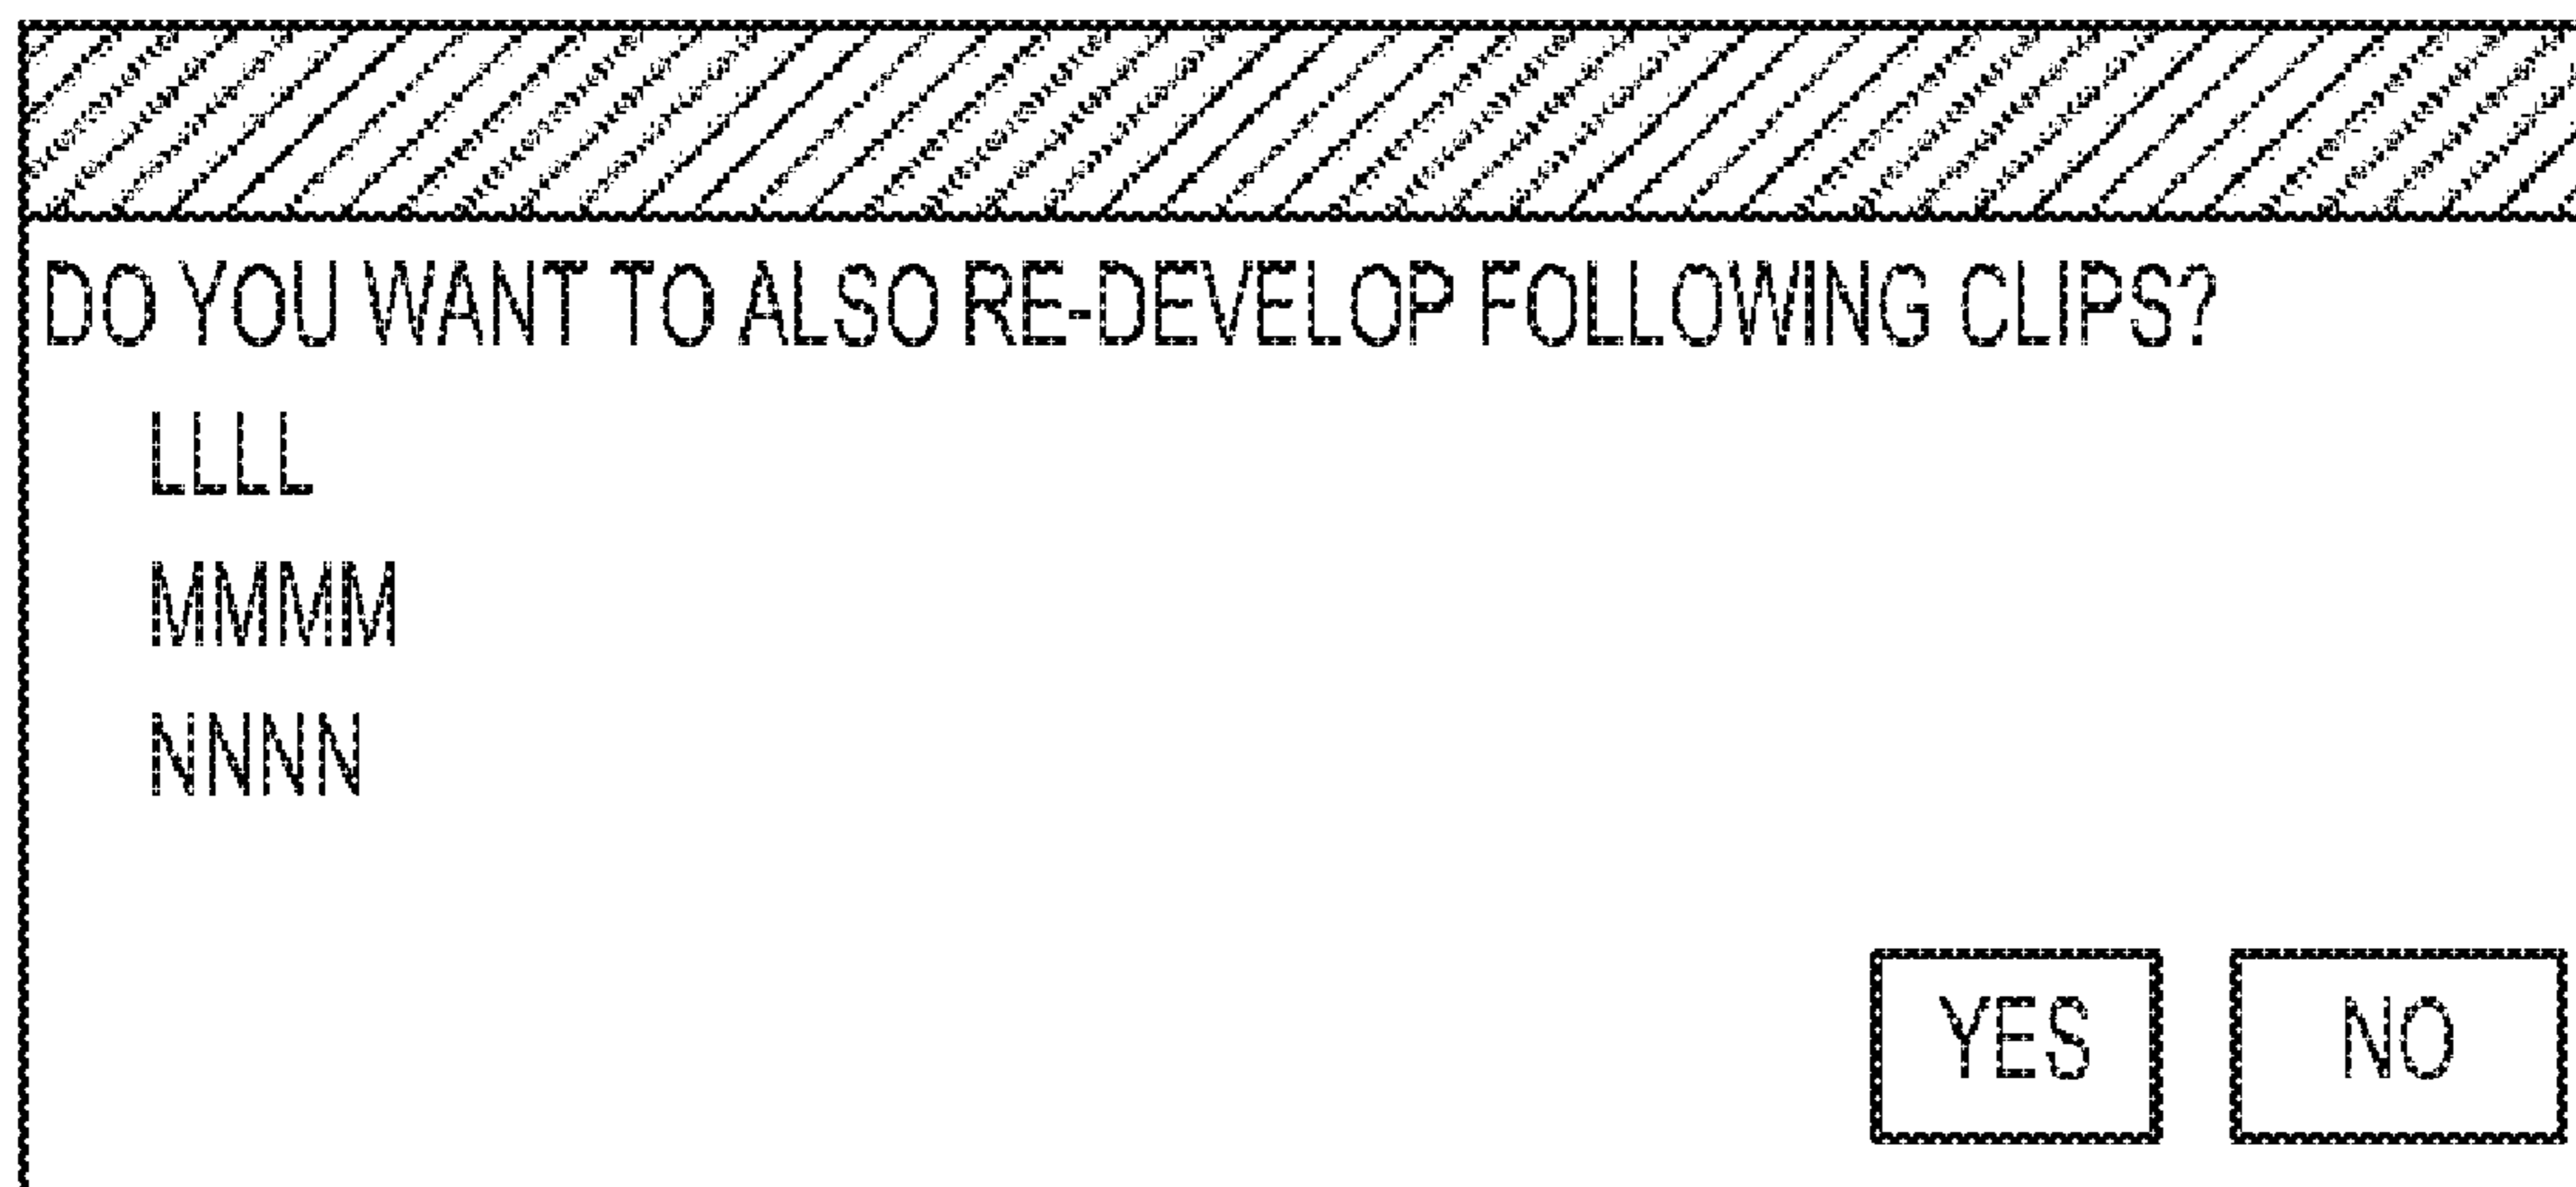 DO YOU WANT TO ALSO RE-DEVELOP FOLLOWING CLIPS?
LLLL
MMMM
NNNN
YES NO